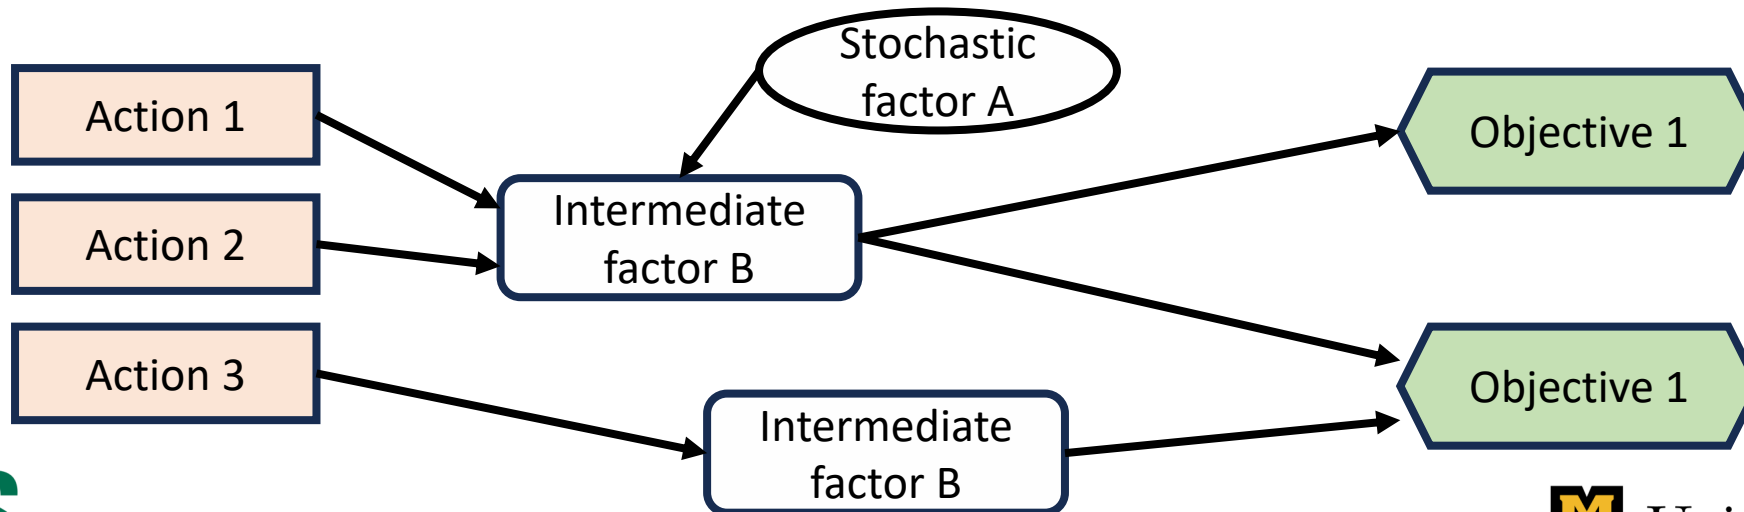 Stochastic
factor A
Action 1
Objective 1
Intermediate
factor B
Action 2
Action 3
Objective 1
Intermediate
factor B
M